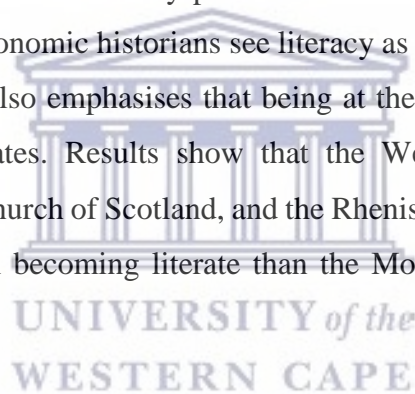 onomic historians see literacy as
lso emphasises that being at the
ates. Results show that the We
hurch of Scotland, and the Rhenis
becoming literate than the Mo
UNIVERSITY of the
WESTERN CAPE